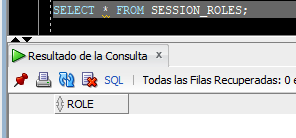 SELECT * FROM SESSION_ROLES;
Resultado de la Consulta ×
SQL | Todas las Filas Recuperadas: 0 e
ROLE